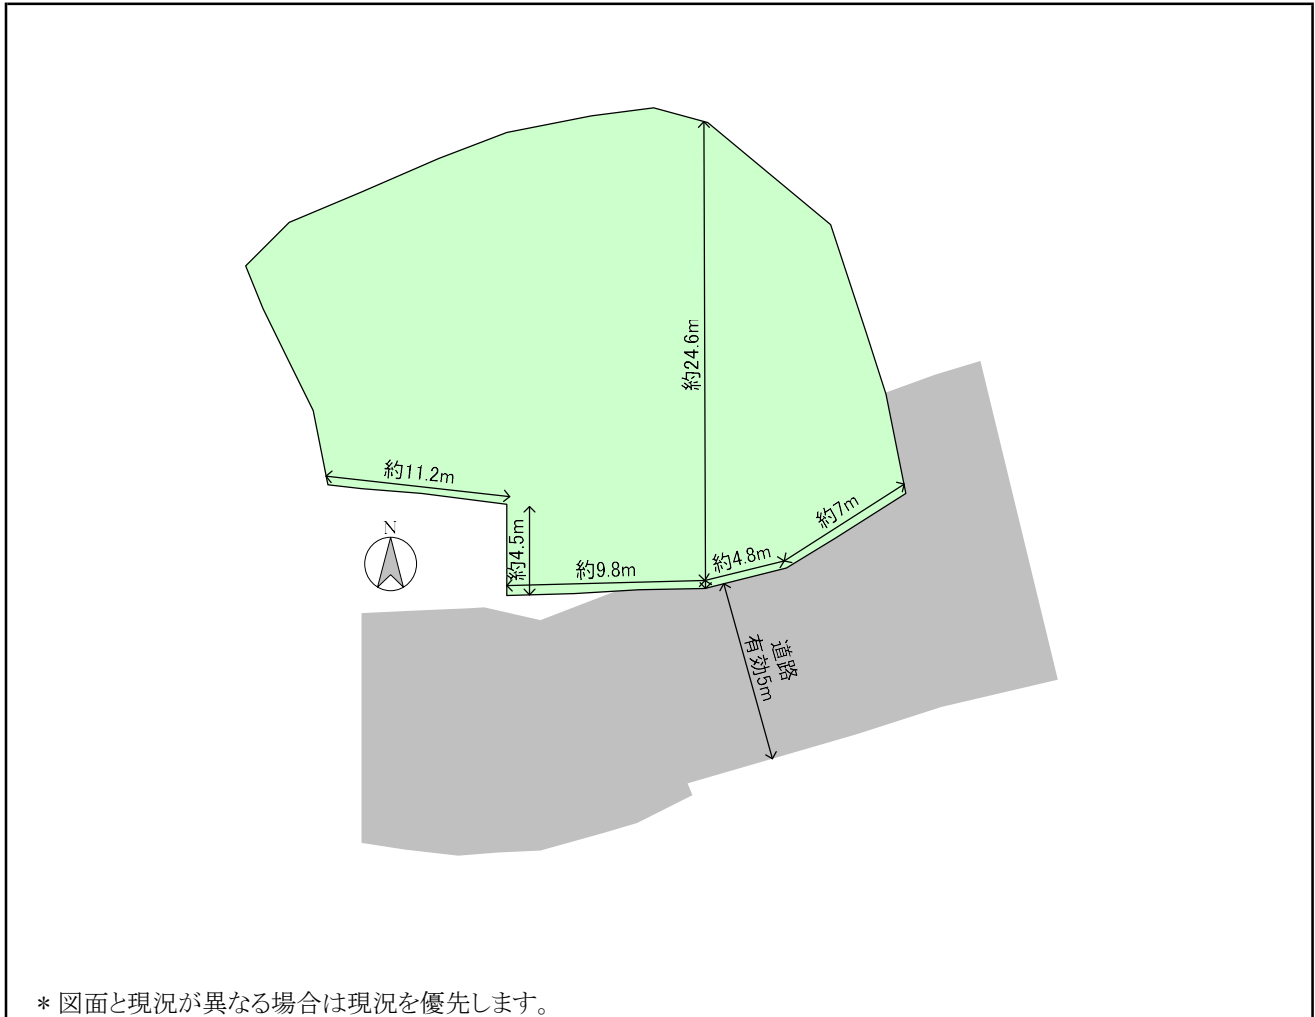 約24.6m
約11.2m
約7m
N
約4.5m
約4.8m
約9.8m
道路
有効5m
* 図面と現況が異なる場合は現況を優先します。